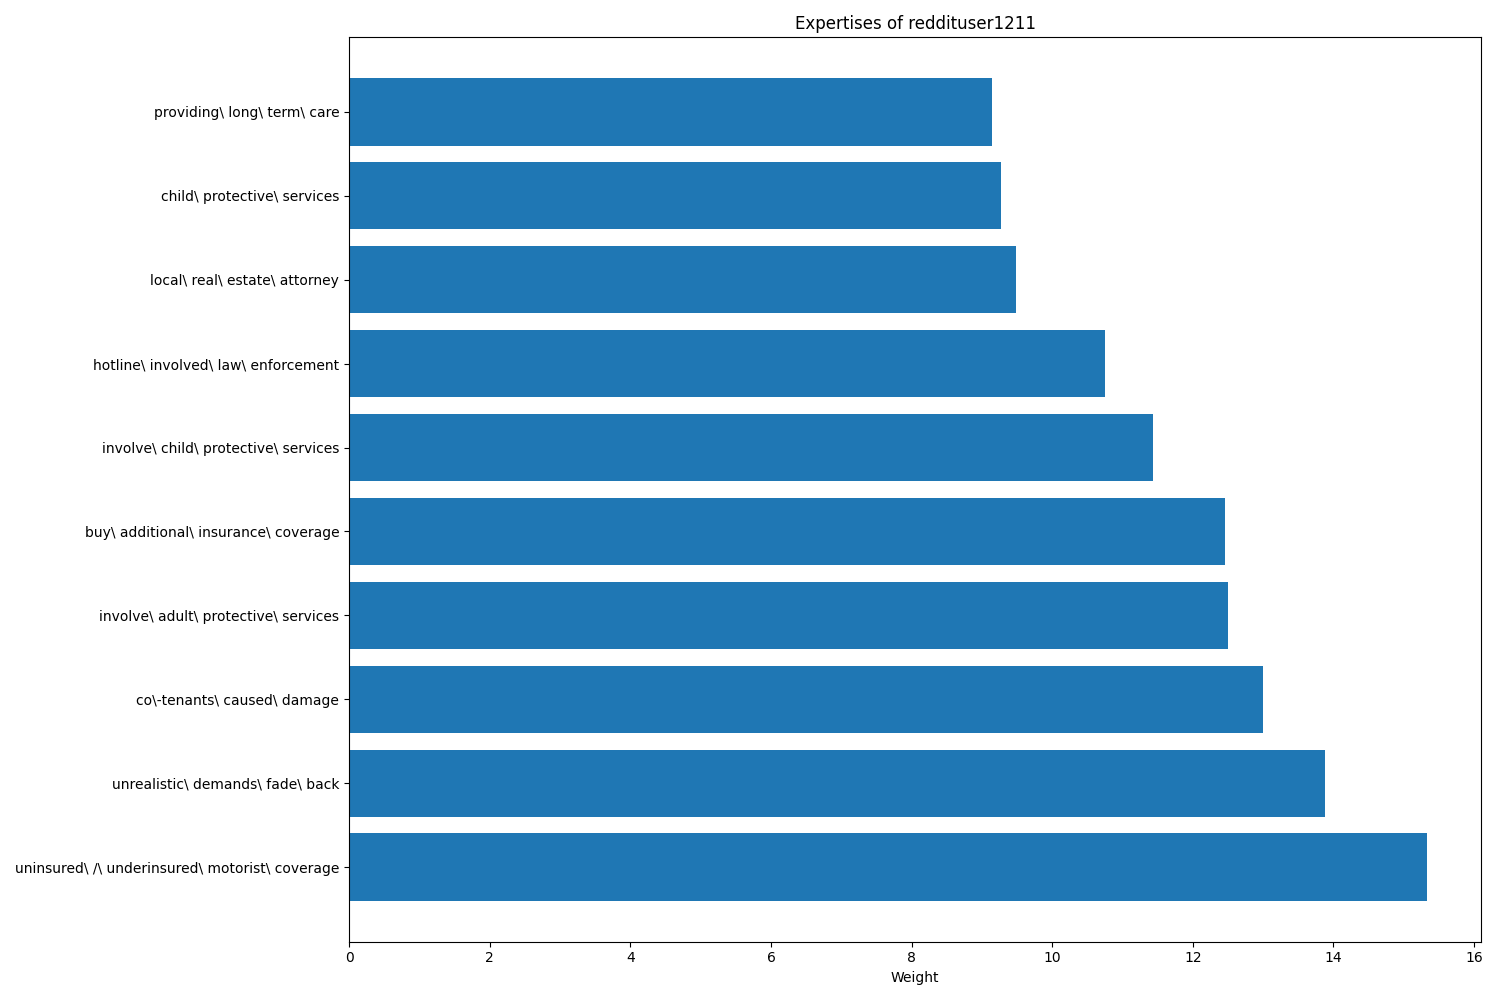 Expertises of reddituser1211
providing\ long\ term\ care
child\ protective\ services
local\ real\ estate\ attorney
hotline\ involved\ law\ enforcement
involve\ child\ protective\ services
buy\ additional\ insurance\ coverage
involve\ adult\ protective\ services
co\-tenants\ caused\ damage
unrealistic\ demands\ fade\ back
uninsured\ /\ underinsured\ motorist\ coverage
0 2 4 6 8 10 12 14 16
Weight